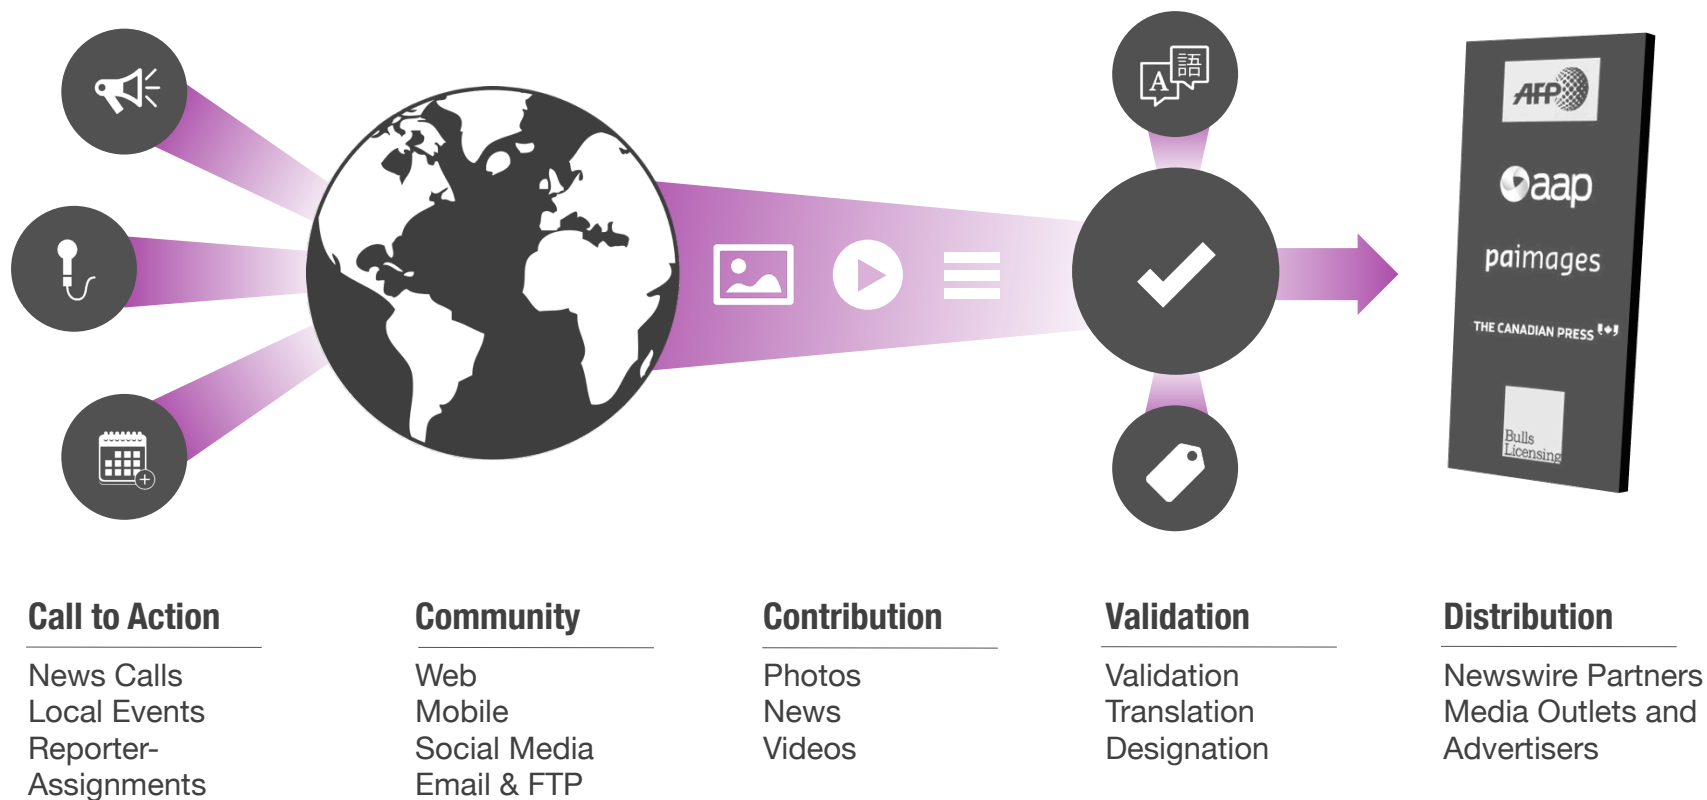 A
語
AFP
aap
paimages
THE CANADIAN PRESS
Bulls
Licensing
Call to Action
News Calls
Local Events
Reporter-
Assignments
Community
Web
Mobile
Social Media
Email & FTP
Contribution
Photos
News
Videos
Validation
Validation
Translation
Designation
Distribution
Newswire Partners
Media Outlets and
Advertisers